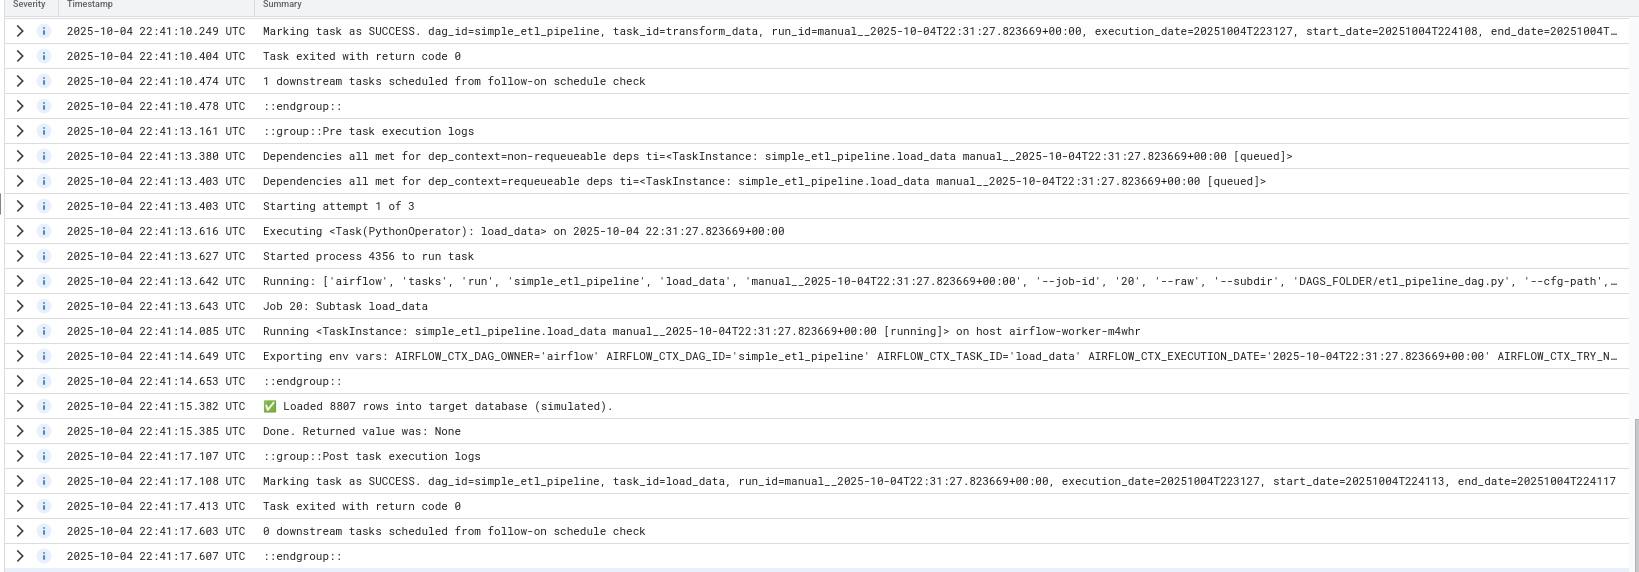 Severity Timestamp Summary
2025-10-04 22:41:10.249 UTC Marking task as SUCCESS. dag_id=simple_etl_pipeline, task_id=transform_data, run_id=manual__2025-10-04T22:31:27.823669+00:00, execution_date=20251004T223127, start_date=20251004T224108, end_date=20251004T…
2025-10-04 22:41:10.404 UTC Task exited with return code 0
2025-10-04 22:41:10.474 UTC 1 downstream tasks scheduled from follow-on schedule check
2025-10-04 22:41:10.478 UTC ::endgroup::
2025-10-04 22:41:13.161 UTC ::group::Pre task execution logs
2025-10-04 22:41:13.380 UTC Dependencies all met for dep_context=non-requeueable deps ti=<TaskInstance: simple_etl_pipeline.load_data manual__2025-10-04T22:31:27.823669+00:00 [queued]>
2025-10-04 22:41:13.403 UTC Dependencies all met for dep_context=requeueable deps ti=<TaskInstance: simple_etl_pipeline.load_data manual__2025-10-04T22:31:27.823669+00:00 [queued]>
2025-10-04 22:41:13.403 UTC Starting attempt 1 of 3
2025-10-04 22:41:13.616 UTC Executing <Task(PythonOperator): load_data> on 2025-10-04 22:31:27.823669+00:00
2025-10-04 22:41:13.627 UTC Started process 4356 to run task
2025-10-04 22:41:13.642 UTC Running: ['airflow', 'tasks', 'run', 'simple_etl_pipeline', 'load_data', 'manual__2025-10-04T22:31:27.823669+00:00', '--job-id', '20', '--raw', '--subdir', 'DAGS_FOLDER/etl_pipeline_dag.py', '--cfg-path',…
2025-10-04 22:41:13.643 UTC Job 20: Subtask load_data
2025-10-04 22:41:14.085 UTC Running <TaskInstance: simple_etl_pipeline.load_data manual__2025-10-04T22:31:27.823669+00:00 [running]> on host airflow-worker-m4whr
2025-10-04 22:41:14.649 UTC Exporting env vars: AIRFLOW_CTX_DAG_OWNER='airflow' AIRFLOW_CTX_DAG_ID='simple_etl_pipeline' AIRFLOW_CTX_TASK_ID='load_data' AIRFLOW_CTX_EXECUTION_DATE='2025-10-04T22:31:27.823669+00:00' AIRFLOW_CTX_TRY_N…
2025-10-04 22:41:14.653 UTC ::endgroup::
2025-10-04 22:41:15.382 UTC ✅ Loaded 8807 rows into target database (simulated).
2025-10-04 22:41:15.385 UTC Done. Returned value was: None
2025-10-04 22:41:17.107 UTC ::group::Post task execution logs
2025-10-04 22:41:17.108 UTC Marking task as SUCCESS. dag_id=simple_etl_pipeline, task_id=load_data, run_id=manual__2025-10-04T22:31:27.823669+00:00, execution_date=20251004T223127, start_date=20251004T224113, end_date=20251004T224117
2025-10-04 22:41:17.413 UTC Task exited with return code 0
2025-10-04 22:41:17.603 UTC 0 downstream tasks scheduled from follow-on schedule check
2025-10-04 22:41:17.607 UTC ::endgroup::